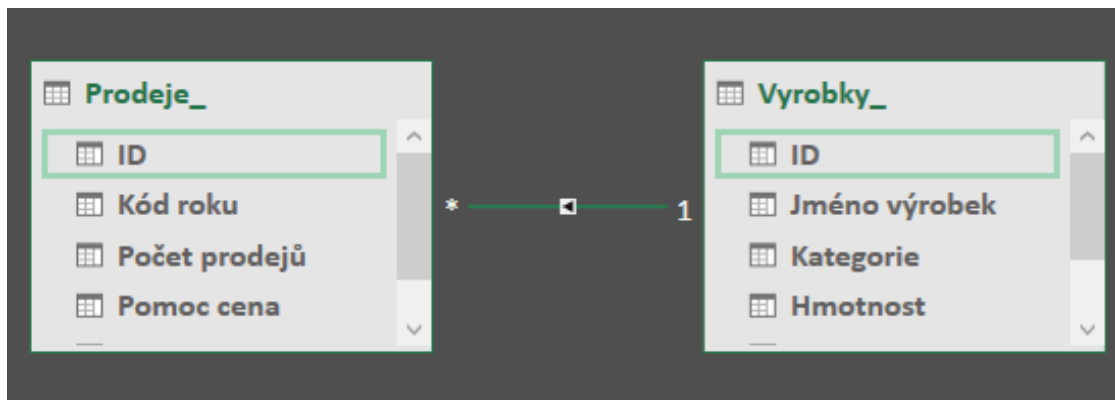 Prodeje_
ID
Kód roku
Počet prodejů
Pomoc cena
* 1
Vyrobky_
ID
Jméno výrobek
Kategorie
Hmotnost